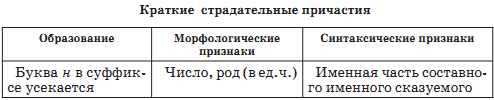 Краткие страдательные причастия
Образование
Морфологические
признаки
Синтаксические признаки
Буква н в суффик-
се усекается
Число, род (в ед.ч.)
Именная часть составно-
го именного сказуемого